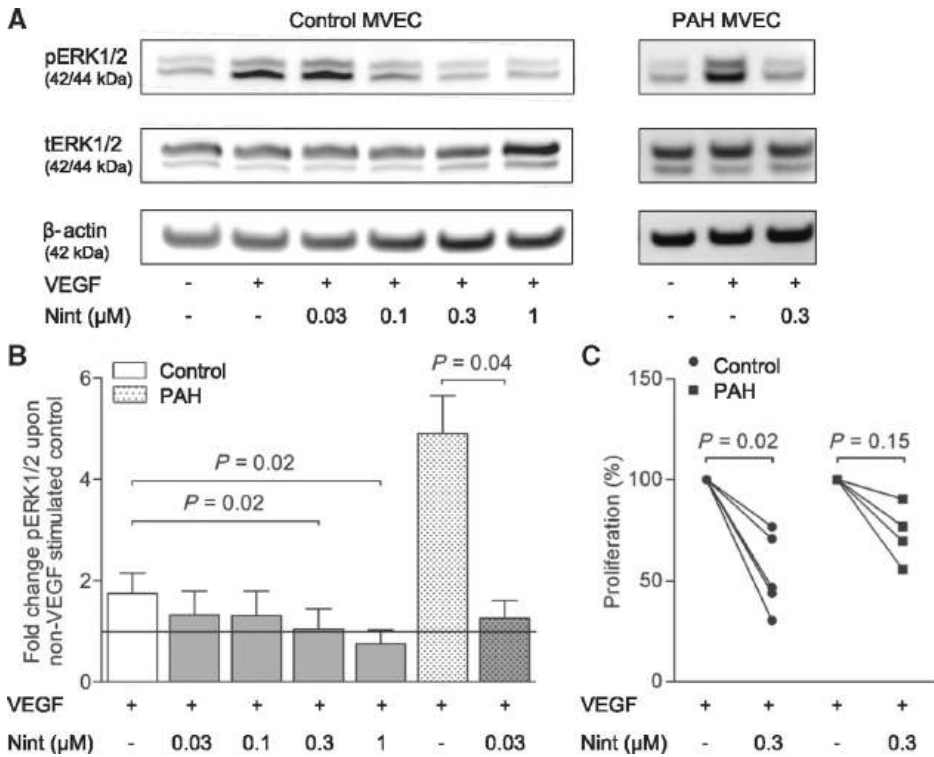 A
Control MVEC
PAH MVEC
pERK1/2
(42/44 kDa)
tERK1/2
(42/44 kDa)
β-actin
(42 kDa)
VEGF - + + + + + - + +
Nint (µM) - - 0.03 0.1 0.3 1 - - 0.3
B
Fold change pERK1/2 upon
non-VEGF stimulated control
6
4
2
0
Control
PAH
P = 0.04
P = 0.02
P = 0.02
VEGF + + + + + + +
Nint (µM) - 0.03 0.1 0.3 1 - 0.03
C
Proliferation (%)
150
100
50
0
Control
PAH
P = 0.02
P = 0.15
VEGF + + + +
Nint (µM) - 0.3 - 0.3